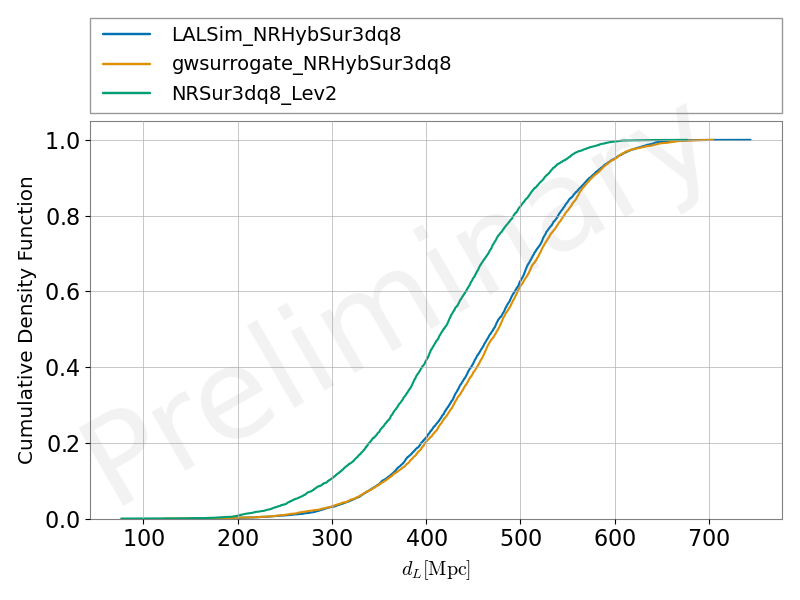 LALSim_NRHybSur3dq8
gwsurrogate_NRHybSur3dq8
NRSur3dq8_Lev2
1.0
0.8
0.6
0.4
0.2
0.0
Cumulative Density Function
Preliminary
100 200 300 400 500 600 700
d_L[Mpc]